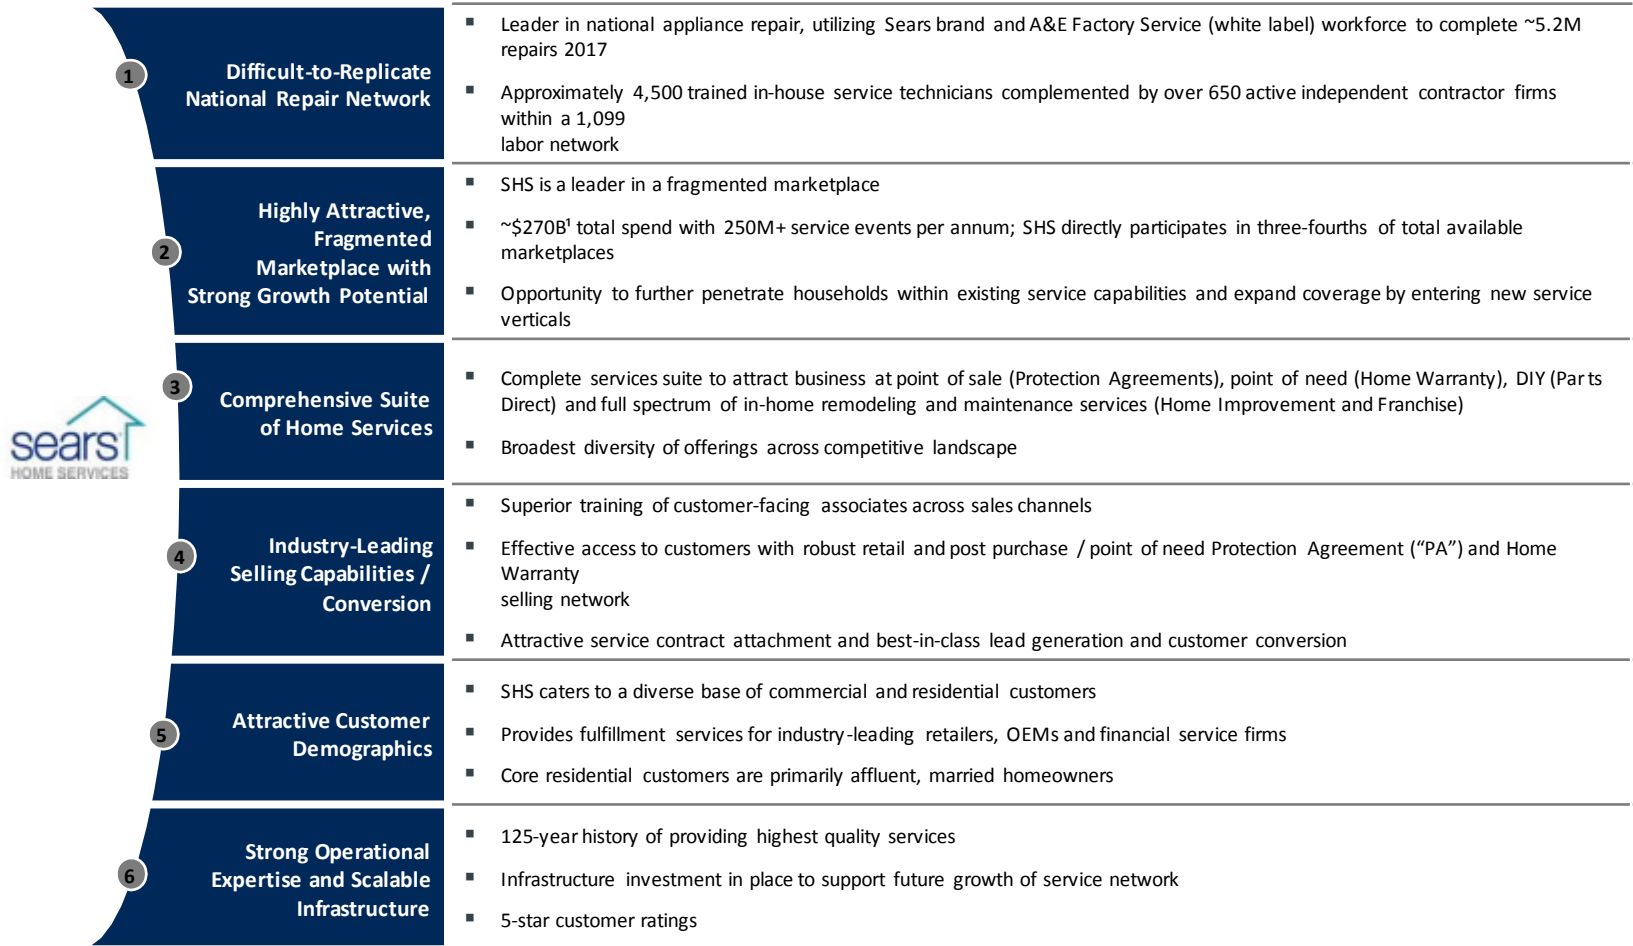 1
Difficult-to-Replicate
National Repair Network
▪ Leader in national appliance repair, utilizing Sears brand and A&E Factory Service (white label) workforce to complete ~5.2M
repairs 2017
▪ Approximately 4,500 trained in-house service technicians complemented by over 650 active independent contractor firms
within a 1,099
labor network
2
Highly Attractive,
Fragmented
Marketplace with
Strong Growth Potential
▪ SHS is a leader in a fragmented marketplace
▪ ~$270B¹ total spend with 250M+ service events per annum; SHS directly participates in three-fourths of total available
marketplaces
▪ Opportunity to further penetrate households within existing service capabilities and expand coverage by entering new service
verticals
sears
HOME SERVICES
3
Comprehensive Suite
of Home Services
▪ Complete services suite to attract business at point of sale (Protection Agreements), point of need (Home Warranty), DIY (Parts
Direct) and full spectrum of in-home remodeling and maintenance services (Home Improvement and Franchise)
▪ Broadest diversity of offerings across competitive landscape
4
Industry-Leading
Selling Capabilities /
Conversion
▪ Superior training of customer-facing associates across sales channels
▪ Effective access to customers with robust retail and post purchase / point of need Protection Agreement (“PA”) and Home
Warranty
selling network
▪ Attractive service contract attachment and best-in-class lead generation and customer conversion
5
Attractive Customer
Demographics
▪ SHS caters to a diverse base of commercial and residential customers
▪ Provides fulfillment services for industry-leading retailers, OEMs and financial service firms
▪ Core residential customers are primarily affluent, married homeowners
6
Strong Operational
Expertise and Scalable
Infrastructure
▪ 125-year history of providing highest quality services
▪ Infrastructure investment in place to support future growth of service network
▪ 5-star customer ratings